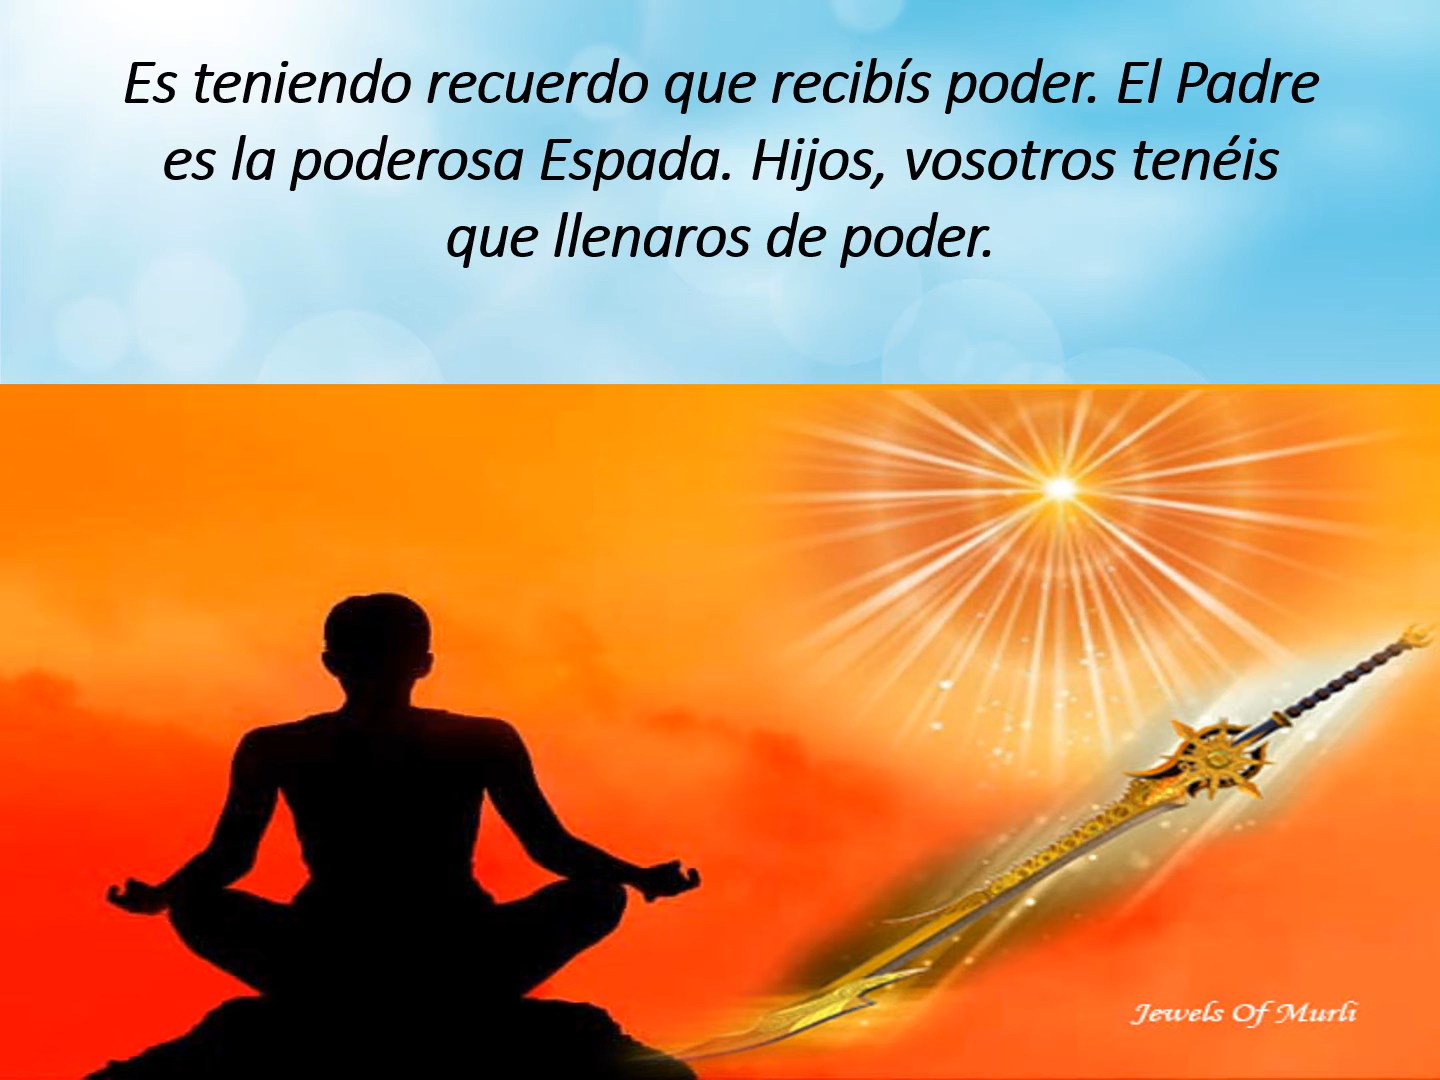 Es teniendo recuerdo que recibís poder. El Padre
es la poderosa Espada. Hijos, vosotros tenéis
que llenaros de poder.
Jewels Of Murli